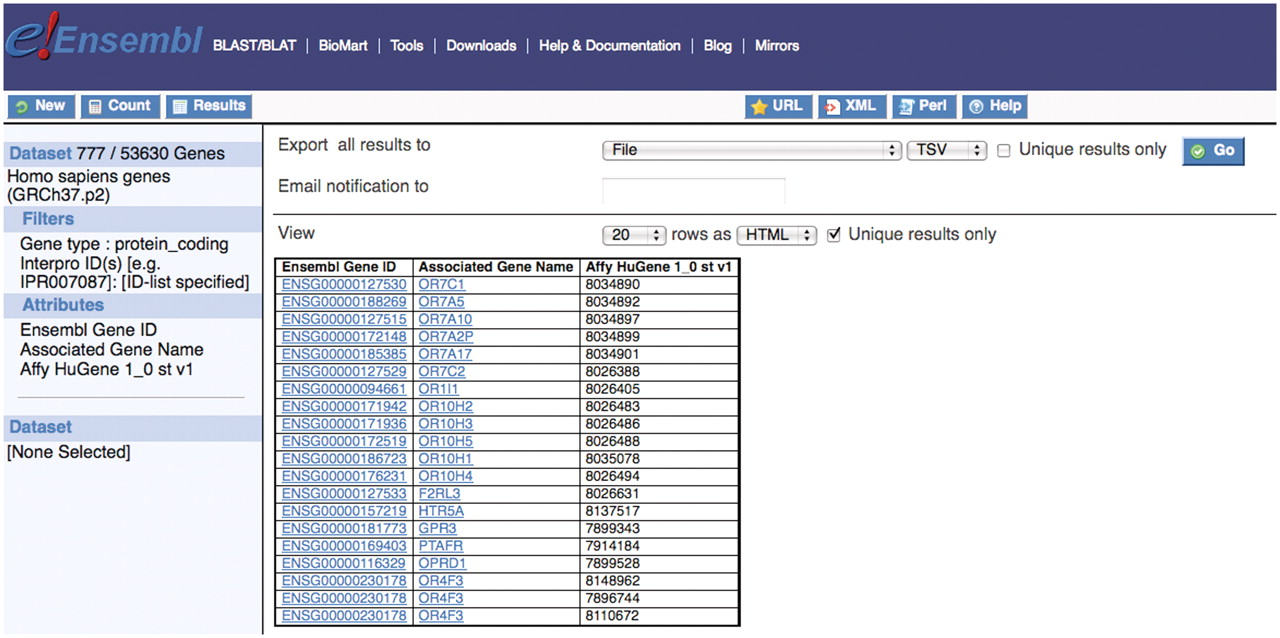 e!Ensembl BLAST/BLAT | BioMart | Tools | Downloads | Help & Documentation | Blog | Mirrors
New Count Results URL XML Perl Help
Dataset 777 / 53630 Genes
Homo sapiens genes
(GRCh37.p2)
Filters
Gene type : protein_coding
Interpro ID(s) [e.g.
IPR007087]: [ID-list specified]
Attributes
Ensembl Gene ID
Associated Gene Name
Affy HuGene 1_0 st v1
Dataset
[None Selected]
Export all results to File TSV Unique results only Go
Email notification to
View 20 rows as HTML Unique results only
Ensembl Gene ID Associated Gene Name Affy HuGene 1_0 st v1
ENSG00000127530 OR7C1 8034890
ENSG00000188269 OR7A5 8034892
ENSG00000127515 OR7A10 8034897
ENSG00000172148 OR7A2P 8034899
ENSG00000185385 OR7A17 8034901
ENSG00000127529 OR7C2 8026388
ENSG00000094661 OR1I1 8026405
ENSG00000171942 OR10H2 8026483
ENSG00000171936 OR10H3 8026486
ENSG00000172519 OR10H5 8026488
ENSG00000186723 OR10H1 8035078
ENSG00000176231 OR10H4 8026494
ENSG00000127533 F2RL3 8026631
ENSG00000157219 HTR5A 8137517
ENSG00000181773 GPR3 7899343
ENSG00000169403 PTAFR 7914184
ENSG00000116329 OPRD1 7899528
ENSG00000230178 OR4F3 8148962
ENSG00000230178 OR4F3 7896744
ENSG00000230178 OR4F3 8110672